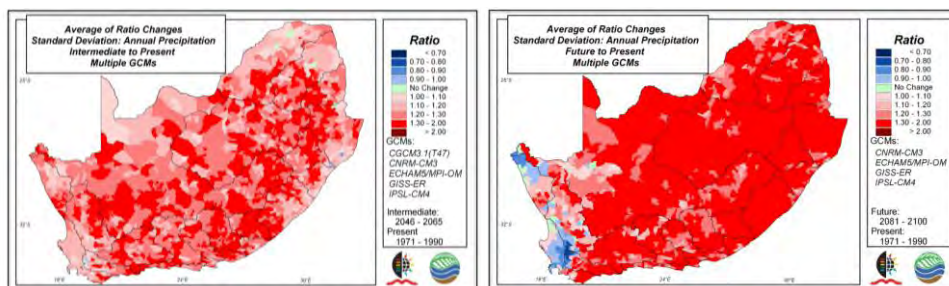 Average of Ratio Changes
Standard Deviation: Annual Precipitation
Intermediate to Present
Multiple GCMs
Ratio
< 0.70
0.70 - 0.80
0.80 - 0.90
0.90 - 1.00
No Change
1.00 - 1.10
1.10 - 1.20
1.20 - 1.30
1.30 - 2.00
> 2.00
GCMs:
CGCM3.1(T47)
CNRM-CM3
ECHAM5/MPI-OM
GISS-ER
IPSL-CM4
Intermediate:
2046 - 2065
Present
1971 - 1990
Average of Ratio Changes
Standard Deviation: Annual Precipitation
Future to Present
Multiple GCMs
Ratio
< 0.70
0.70 - 0.80
0.80 - 0.90
0.90 - 1.00
No Change
1.00 - 1.10
1.10 - 1.20
1.20 - 1.30
1.30 - 2.00
> 2.00
GCMs:
CNRM-CM3
ECHAM5/MPI-OM
GISS-ER
IPSL-CM4
Future:
2081 - 2100
Present
1971 - 1990